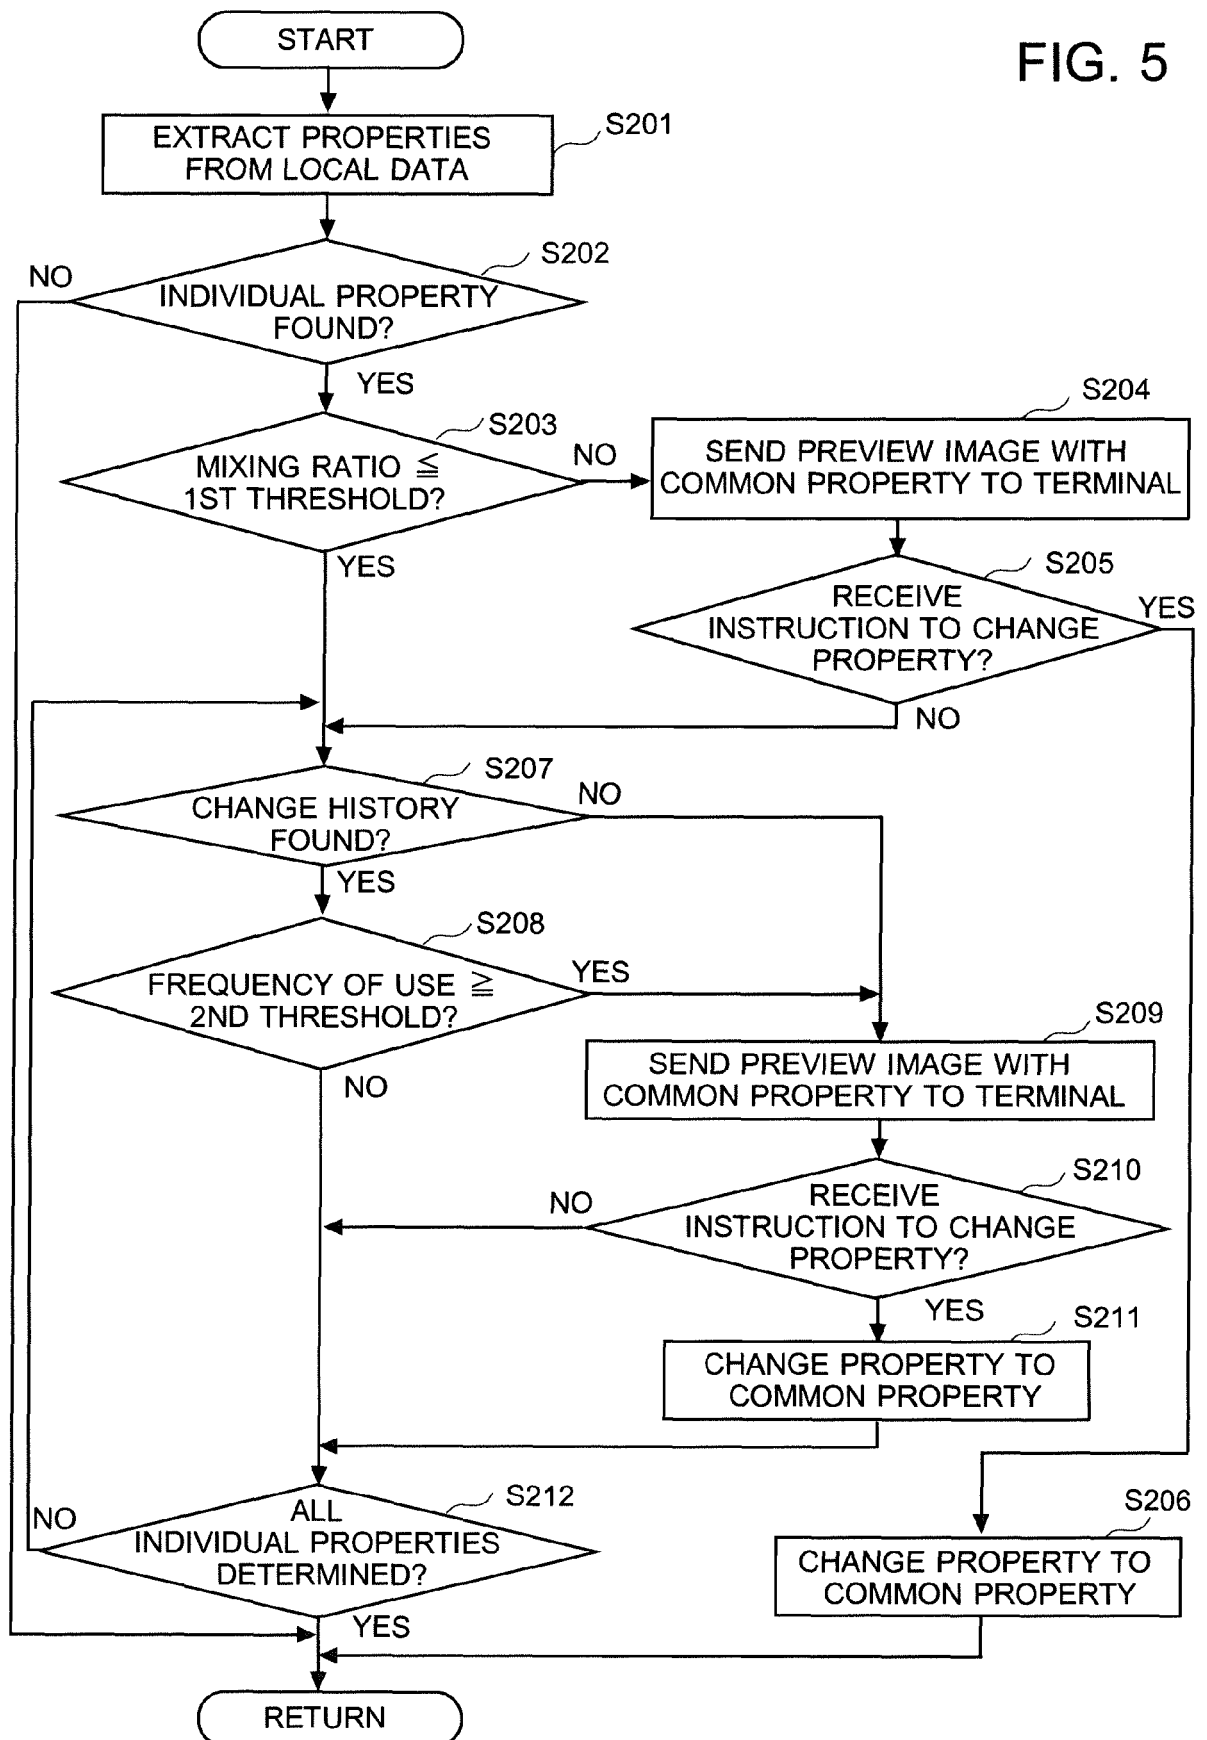 START
FIG. 5
EXTRACT PROPERTIES
FROM LOCAL DATA
S201
S202
NO
INDIVIDUAL PROPERTY
FOUND?
YES
S203
MIXING RATIO ≦
1ST THRESHOLD?
NO
YES
S204
SEND PREVIEW IMAGE WITH
COMMON PROPERTY TO TERMINAL
S205
RECEIVE
INSTRUCTION TO CHANGE
PROPERTY?
YES
NO
S207
CHANGE HISTORY
FOUND?
NO
YES
S208
FREQUENCY OF USE ≧
2ND THRESHOLD?
YES
NO
S209
SEND PREVIEW IMAGE WITH
COMMON PROPERTY TO TERMINAL
S210
RECEIVE
INSTRUCTION TO CHANGE
PROPERTY?
NO
YES
S211
CHANGE PROPERTY TO
COMMON PROPERTY
S212
ALL
INDIVIDUAL PROPERTIES
DETERMINED?
NO
YES
S206
CHANGE PROPERTY TO
COMMON PROPERTY
RETURN